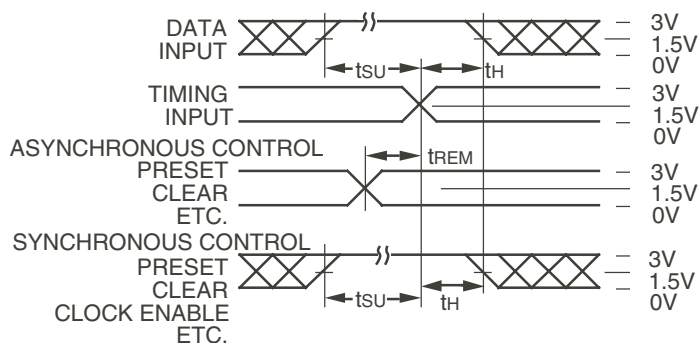 DATA
INPUT
tSU
tH
3V
1.5V
0V
TIMING
INPUT
3V
1.5V
0V
ASYNCHRONOUS CONTROL
PRESET
CLEAR
ETC.
tREM
3V
1.5V
0V
SYNCHRONOUS CONTROL
PRESET
CLEAR
CLOCK ENABLE
ETC.
tSU
tH
3V
1.5V
0V